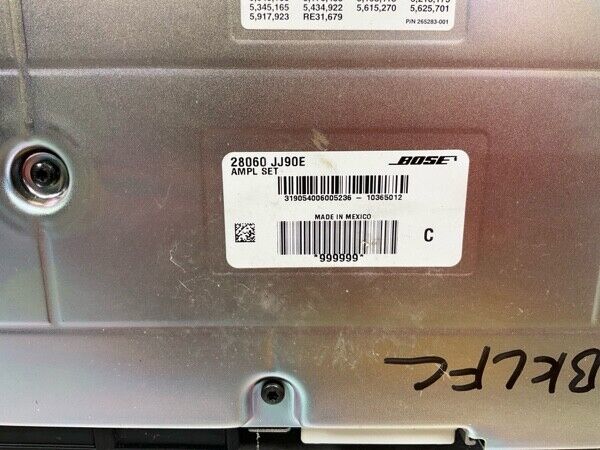 5,345,165 5,434,922 5,615,270 5,625,701
5,917,923 RE31,679
P/N 265283-001
28060 JJ90E
AMPL SET
BOSE
319054006005236 - 10365012
MADE IN MEXICO
C
*999999*
BKLFC